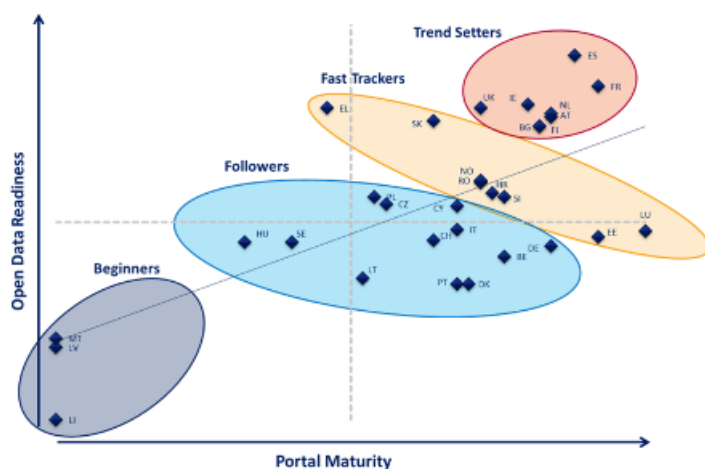 Trend Setters
ES
Fast Trackers
FR
UK
IE
NL
AT
EL
SK
BG
FI
NO
RO
HR
SI
Followers
PL
CZ
CY
LU
IT
HU
SE
CH
DE
EE
BE
Beginners
LT
PT
DK
MT
LV
LI
Open Data Readiness
Portal Maturity